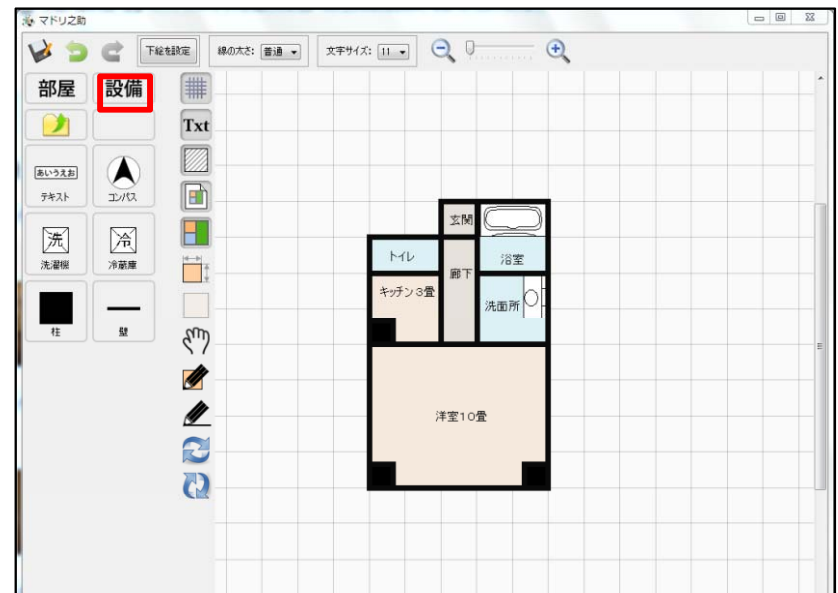 マドリ之助
下絵を設定
線の太さ: 普通
文字サイズ: 11
部屋
設備
Txt
あいうえお
テキスト
コンパス
洗
洗濯機
冷
冷蔵庫
柱
壁
玄関
トイレ
浴室
廊下
キッチン3畳
洗面所
洋室10畳